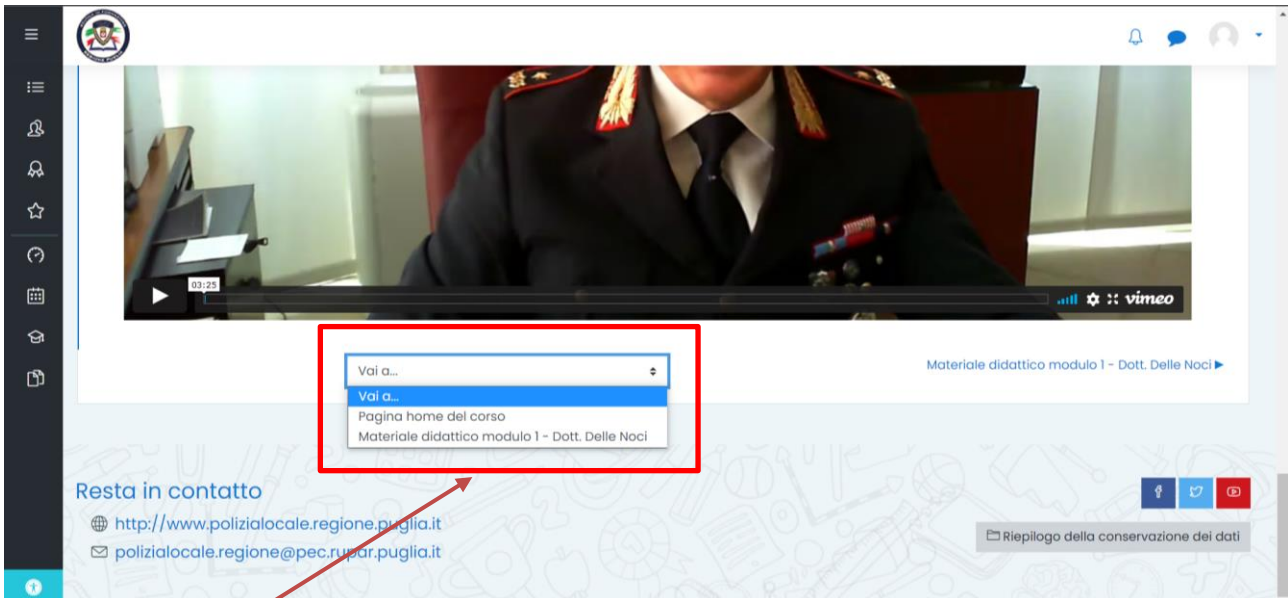 03:25
vimeo
Vai a...
Vai a...
Pagina home del corso
Materiale didattico modulo 1 - Dott. Delle Noci
Materiale didattico modulo 1 - Dott. Delle Noci ▶
Resta in contatto
http://www.polizialocale.regione.puglia.it
polizialocale.regione@pec.rupar.puglia.it
Riepilogo della conservazione dei dati